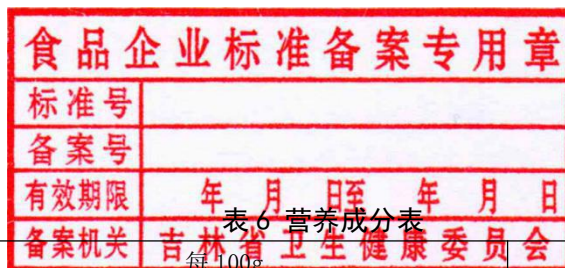 食品企业标准备案专用章
标准号
备案号
有效期限 年 月 日至 年 月 日
表 6 营养成分表
备案机关 吉林省卫生健康委员会
每 100g